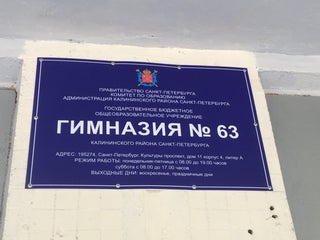 ПРАВИТЕЛЬСТВО САНКТ-ПЕТЕРБУРГА
КОМИТЕТ ПО ОБРАЗОВАНИЮ
АДМИНИСТРАЦИЯ КАЛИНИНСКОГО РАЙОНА САНКТ-ПЕТЕРБУРГА
ГОСУДАРСТВЕННОЕ БЮДЖЕТНОЕ
ОБЩЕОБРАЗОВАТЕЛЬНОЕ УЧРЕЖДЕНИЕ
ГИМНАЗИЯ № 63
КАЛИНИНСКОГО РАЙОНА САНКТ-ПЕТЕРБУРГА
АДРЕС: 195274, Санкт-Петербург, Культуры проспект, дом 11 корпус 4, литер А
РЕЖИМ РАБОТЫ: понедельник-пятница с 08.00 до 19.00 часов
суббота с 08.00 до 17.00 часов
ВЫХОДНЫЕ ДНИ: воскресенье, праздничные дни